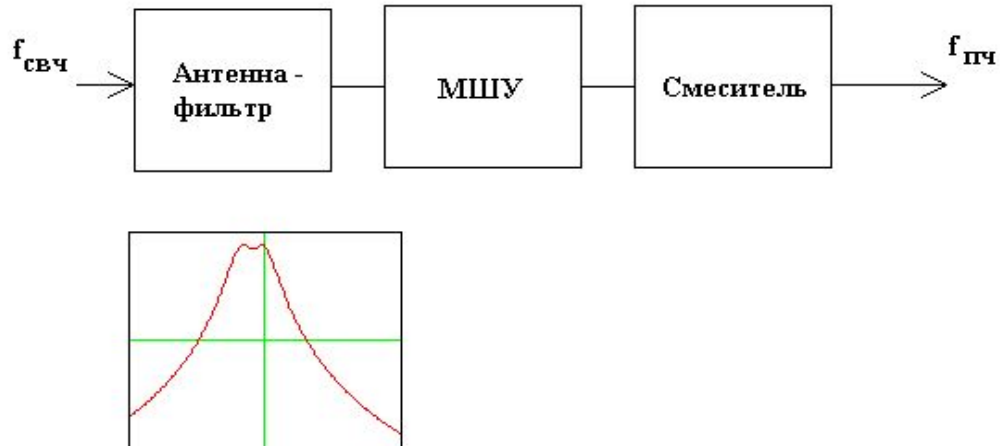 fсвч
Антенна -
фильтр
МШУ
Смеситель
fпч